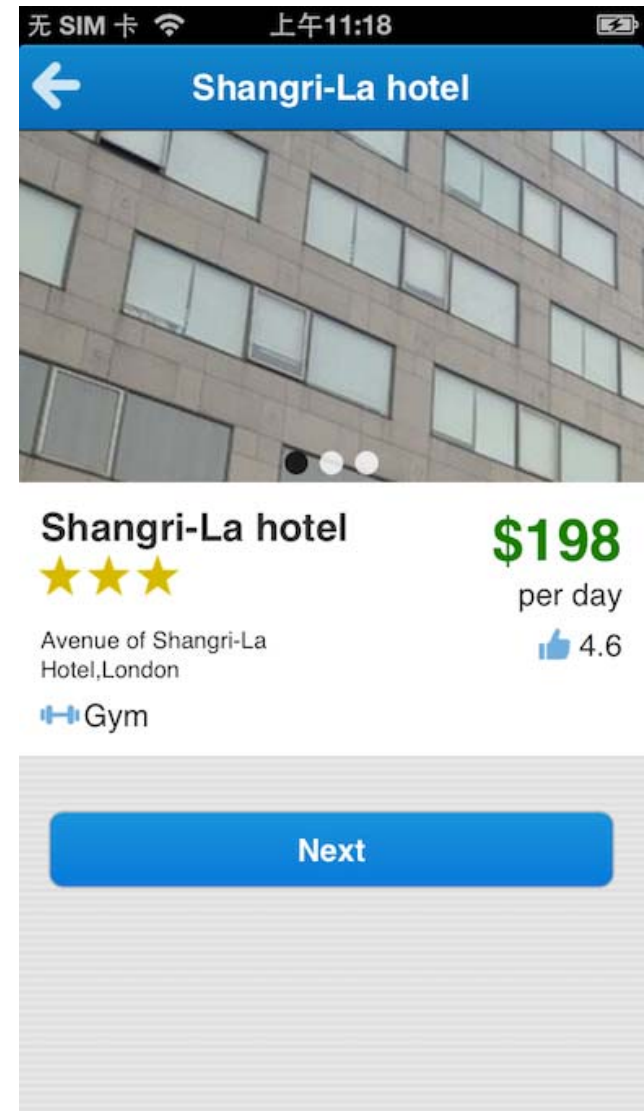 无 SIM 卡 上午11:18
Shangri-La hotel
Shangri-La hotel
$198
per day
Avenue of Shangri-La
Hotel,London
4.6
Gym
Next